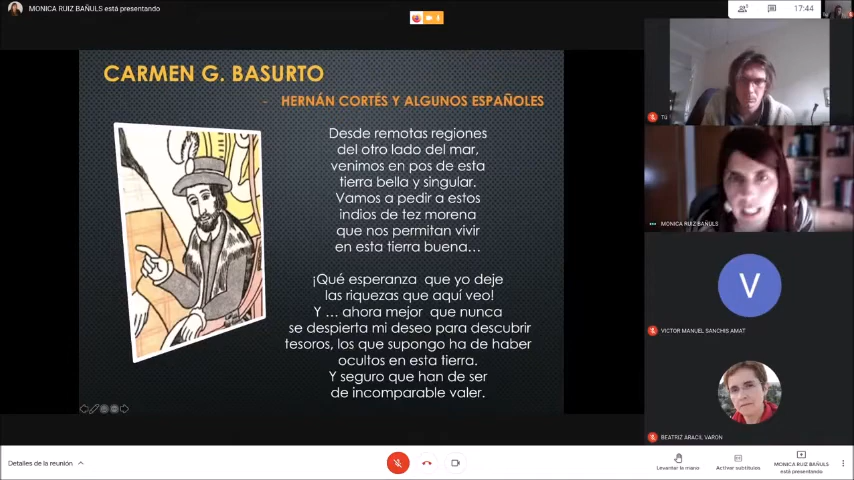 MONICA RUIZ BAÑULS está presentando
17:44
CARMEN G. BASURTO
- HERNÁN CORTÉS Y ALGUNOS ESPAÑOLES
Desde remotas regiones
del otro lado del mar,
venimos en pos de esta
tierra bella y singular.
Vamos a pedir a estos
indios de tez morena
que nos permitan vivir
en esta tierra buena...
¡Qué esperanza que yo deje
las riquezas que aquí veo!
Y ... ahora mejor que nunca
se despierta mi deseo para descubrir
tesoros, los que supongo ha de haber
ocultos en esta tierra.
Y seguro que han de ser
de incomparable valer.
Tú
MONICA RUIZ BAÑULS
V
VICTOR MANUEL SANCHIS AMAT
BEATRIZ ARACIL VARON
Detalles de la reunión
Levantar la mano
Activar subtítulos
MONICA RUIZ BAÑULS
está presentando